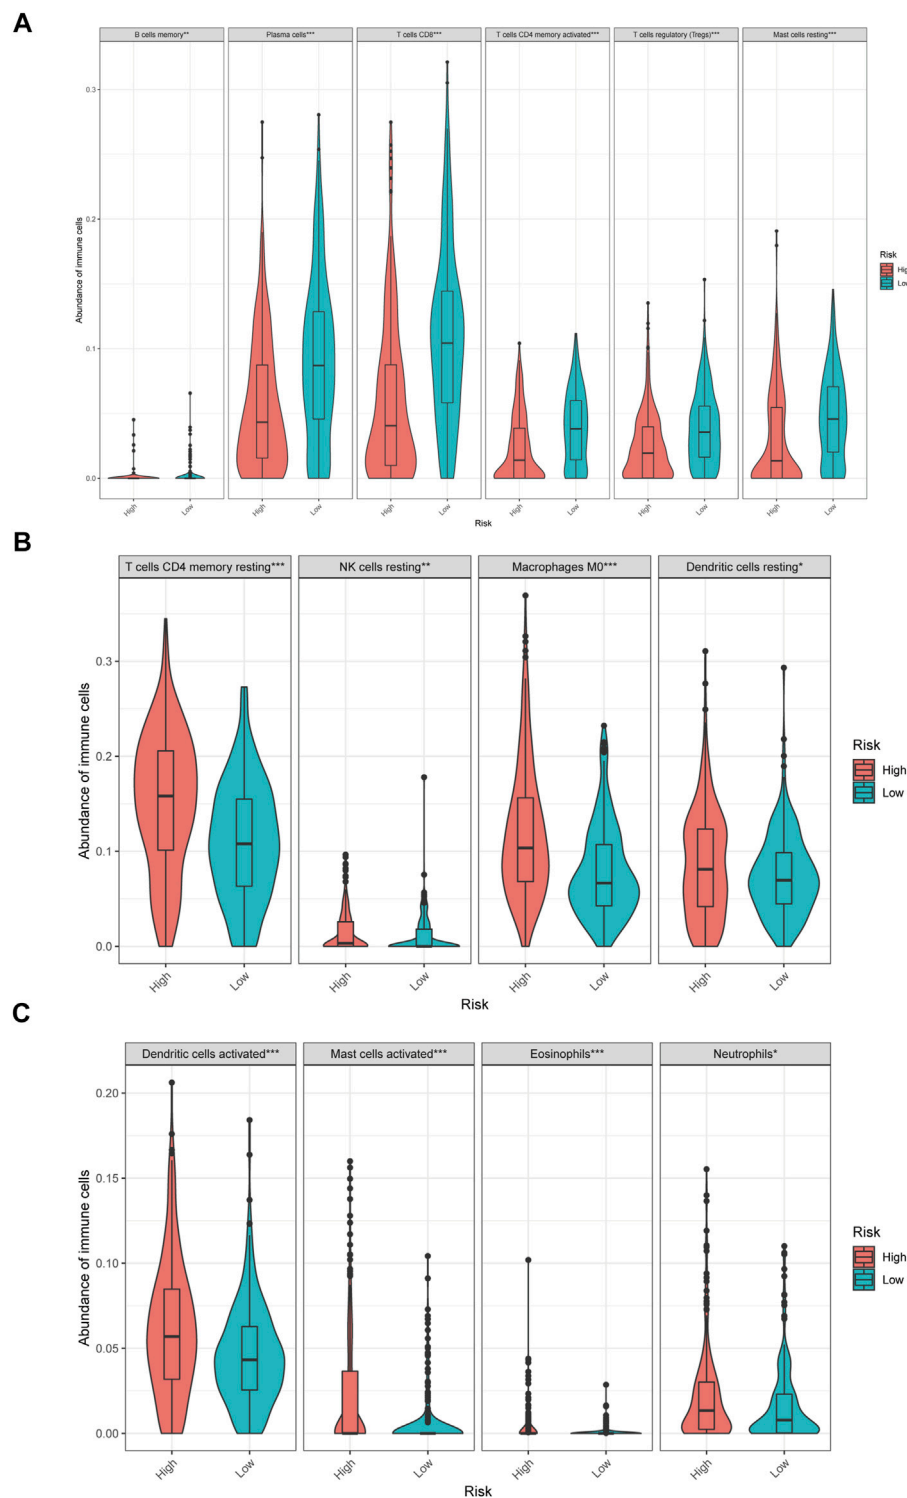 A
B cells memory**
Plasma cells***
T cells CD8***
T cells CD4 memory activated***
T cells regulatory (Tregs)***
Mast cells resting***
Abundance of immune cells
0.3
0.2
0.1
0.0
High
Low
High
Low
High
Low
High
Low
High
Low
High
Low
Risk
Risk
Hig
Low
B
T cells CD4 memory resting***
NK cells resting**
Macrophages M0***
Dendritic cells resting*
Abundance of immune cells
0.3
0.2
0.1
0.0
High
Low
High
Low
High
Low
High
Low
Risk
Risk
High
Low
C
Dendritic cells activated***
Mast cells activated***
Eosinophils***
Neutrophils*
Abundance of immune cells
0.20
0.15
0.10
0.05
0.00
High
Low
High
Low
High
Low
High
Low
Risk
Risk
High
Low